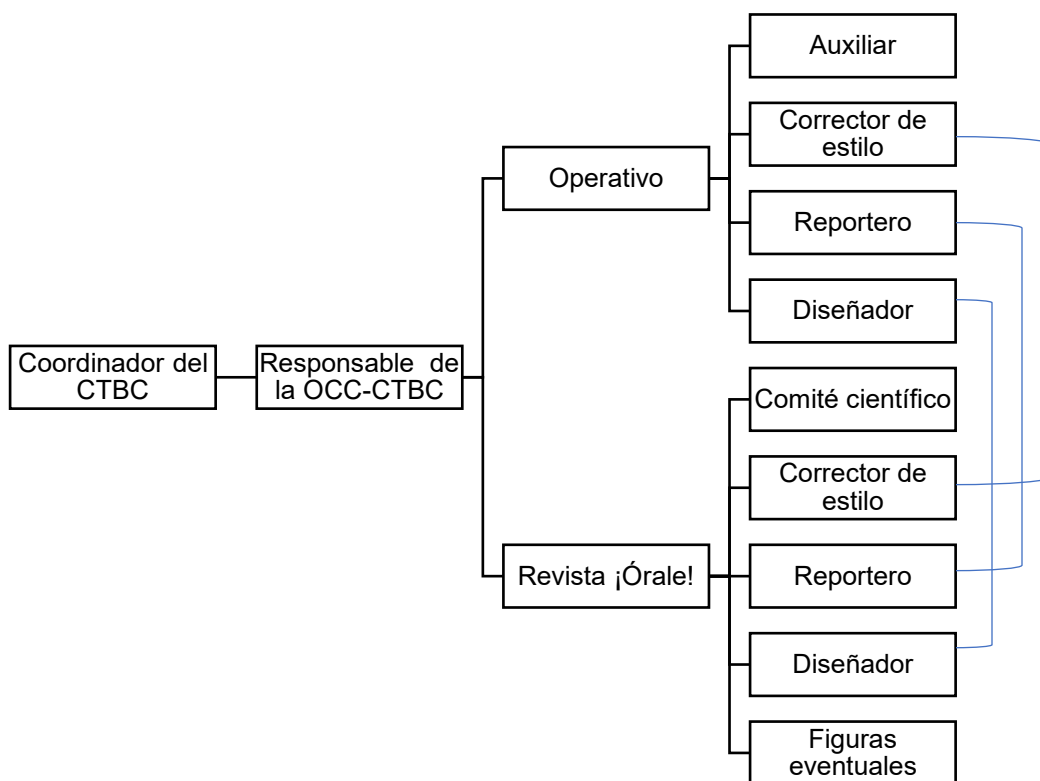 Coordinador del
CTBC
Responsable de
la OCC-CTBC
Operativo
Auxiliar
Corrector de
estilo
Reportero
Diseñador
Revista ¡Órale!
Comité científico
Corrector de
estilo
Reportero
Diseñador
Figuras
eventuales